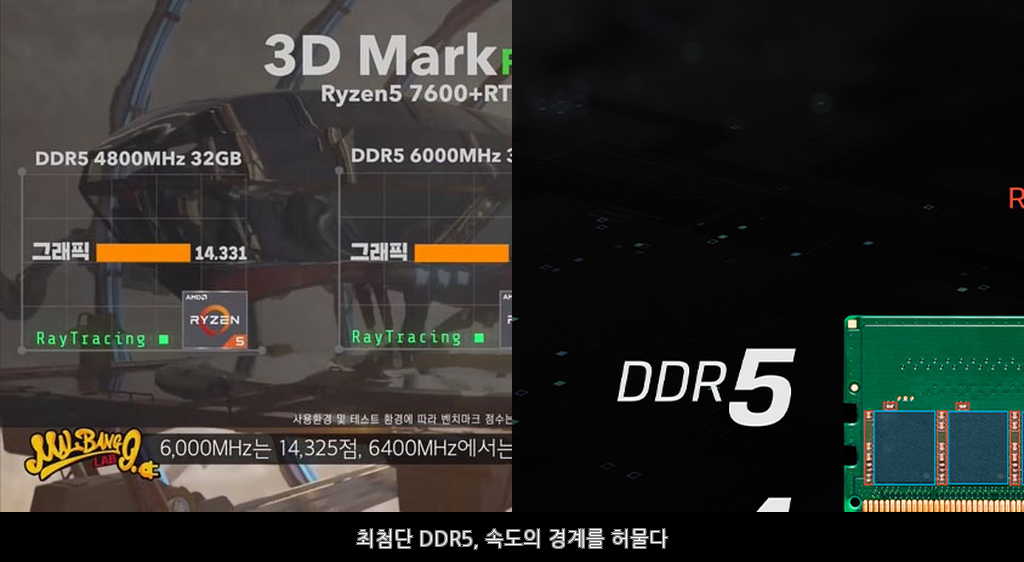 3D Mark
Ryzen5 7600+RT
DDR5 4800MHz 32GB
DDR5 6000MHz
그래픽 14.331
그래픽
AMD
RYZEN
5
RayTracing
RayTracing
사용환경 및 테스트 환경에 따라 벤치마크 점수는
MULBANG
LAB
6,000MHz는 14,325점, 6400MHz에서는
R
DDR5
최첨단 DDR5, 속도의 경계를 허물다